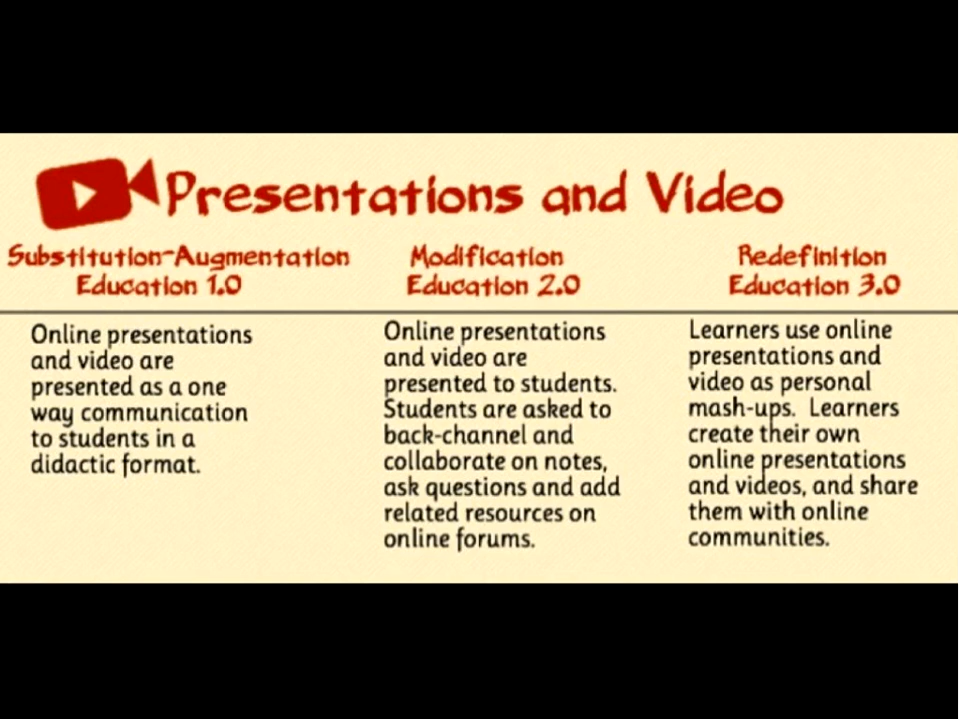 Presentations and Video
Substitution-Augmentation
Education 1.0
Modification
Education 2.0
Redefinition
Education 3.0
Online presentations
and video are
presented as a one
way communication
to students in a
didactic format.
Online presentations
and video are
presented to students.
Students are asked to
back-channel and
collaborate on notes,
ask questions and add
related resources on
online forums.
Learners use online
presentations and
video as personal
mash-ups. Learners
create their own
online presentations
and videos, and share
them with online
communities.